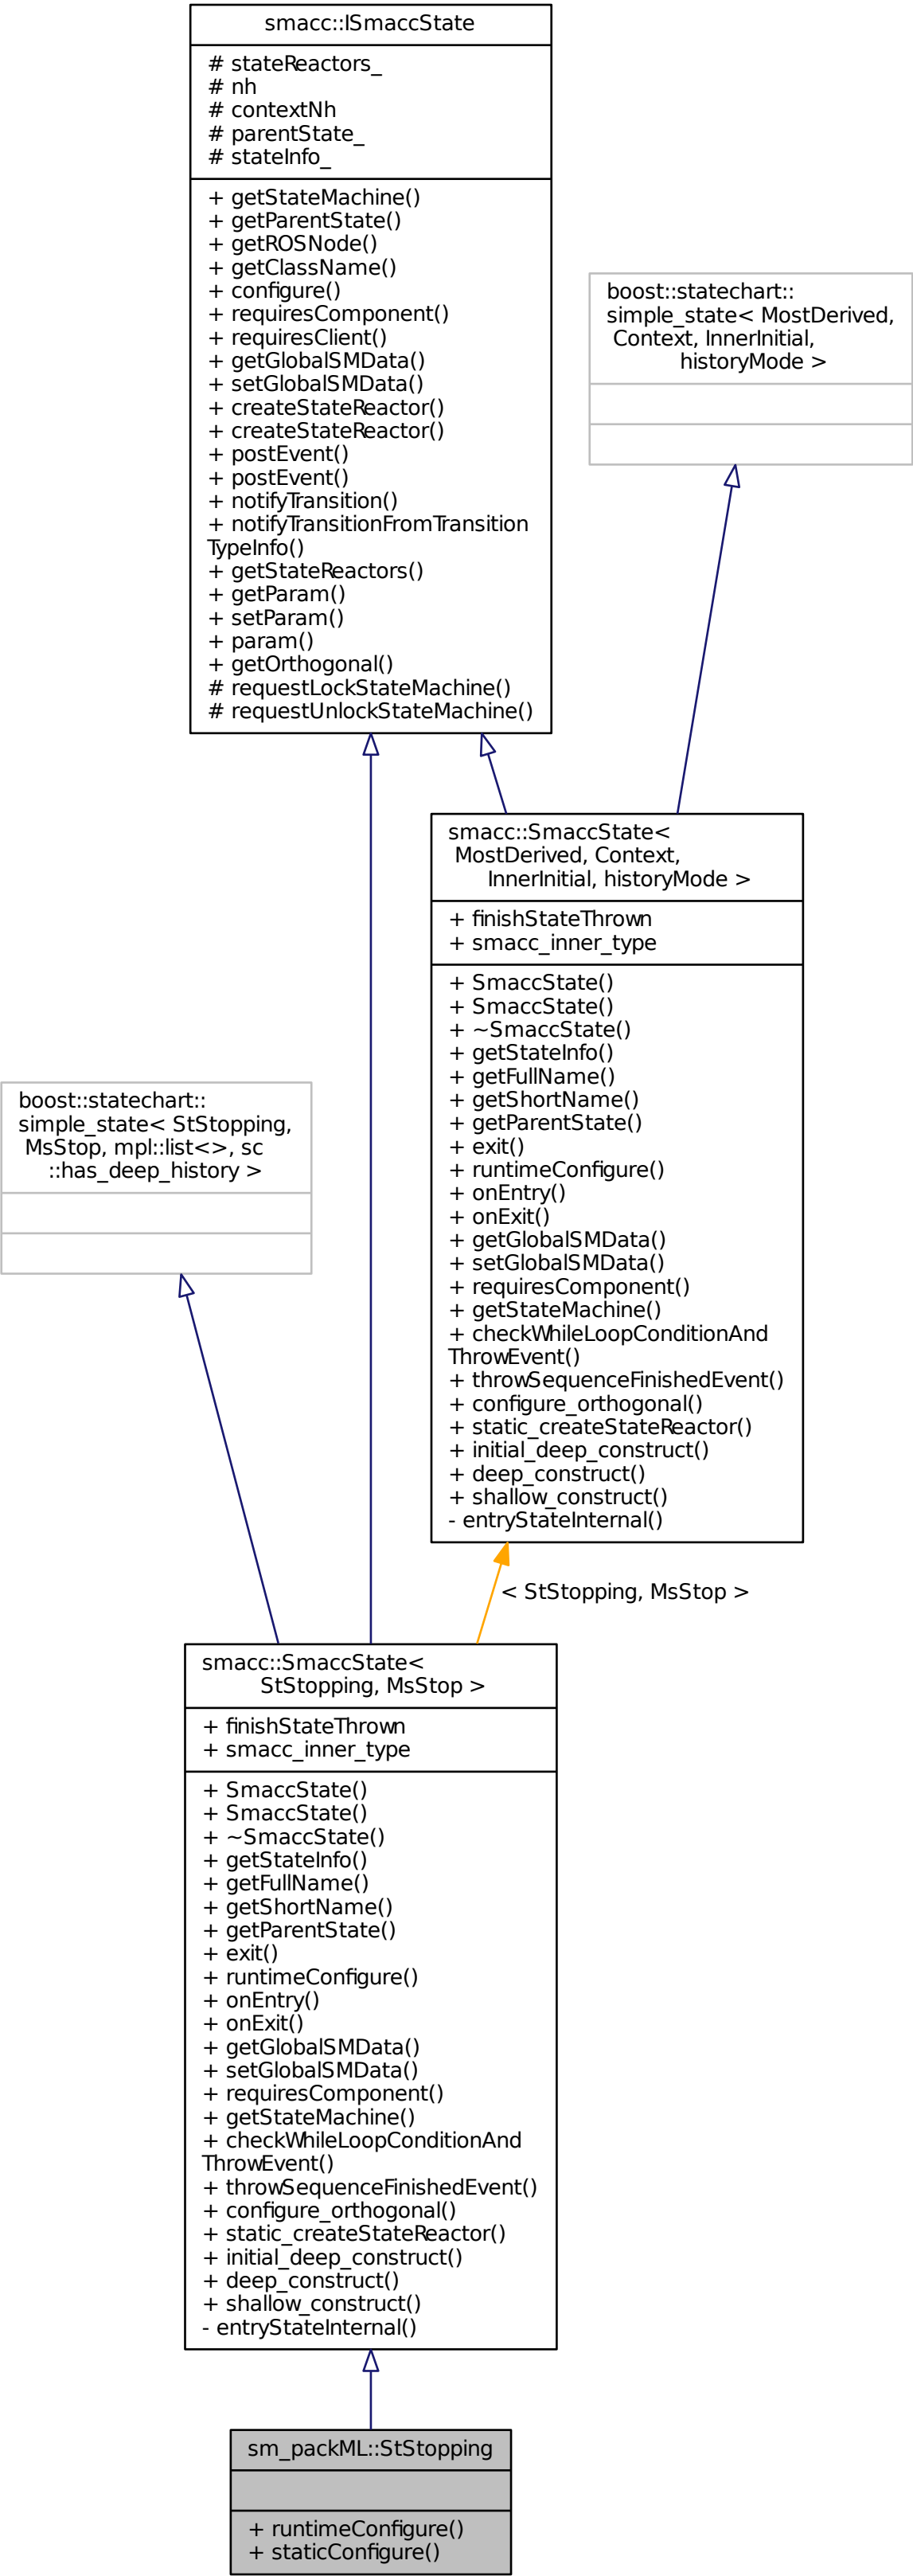 smacc::ISmaccState
# stateReactors_
# nh
# contextNh
# parentState_
# stateInfo_
+ getStateMachine()
+ getParentState()
+ getROSNode()
+ getClassName()
+ configure()
+ requiresComponent()
+ requiresClient()
+ getGlobalSMData()
+ setGlobalSMData()
+ createStateReactor()
+ createStateReactor()
+ postEvent()
+ postEvent()
+ notifyTransition()
+ notifyTransitionFromTransition
TypeInfo()
+ getStateReactors()
+ getParam()
+ setParam()
+ param()
+ getOrthogonal()
# requestLockStateMachine()
# requestUnlockStateMachine()
boost::statechart::
simple_state< MostDerived,
Context, InnerInitial,
historyMode >
smacc::SmaccState<
MostDerived, Context,
InnerInitial, historyMode >
+ finishStateThrown
+ smacc_inner_type
+ SmaccState()
+ SmaccState()
+ ~SmaccState()
+ getStateInfo()
+ getFullName()
+ getShortName()
+ getParentState()
+ exit()
+ runtimeConfigure()
+ onEntry()
+ onExit()
+ getGlobalSMData()
+ setGlobalSMData()
+ requiresComponent()
+ getStateMachine()
+ checkWhileLoopConditionAnd
ThrowEvent()
+ throwSequenceFinishedEvent()
+ configure_orthogonal()
+ static_createStateReactor()
+ initial_deep_construct()
+ deep_construct()
+ shallow_construct()
- entryStateInternal()
boost::statechart::
simple_state< StStopping,
MsStop, mpl::list<>, sc
::has_deep_history >
< StStopping, MsStop >
smacc::SmaccState<
StStopping, MsStop >
+ finishStateThrown
+ smacc_inner_type
+ SmaccState()
+ SmaccState()
+ ~SmaccState()
+ getStateInfo()
+ getFullName()
+ getShortName()
+ getParentState()
+ exit()
+ runtimeConfigure()
+ onEntry()
+ onExit()
+ getGlobalSMData()
+ setGlobalSMData()
+ requiresComponent()
+ getStateMachine()
+ checkWhileLoopConditionAnd
ThrowEvent()
+ throwSequenceFinishedEvent()
+ configure_orthogonal()
+ static_createStateReactor()
+ initial_deep_construct()
+ deep_construct()
+ shallow_construct()
- entryStateInternal()
sm_packML::StStopping
+ runtimeConfigure()
+ staticConfigure()